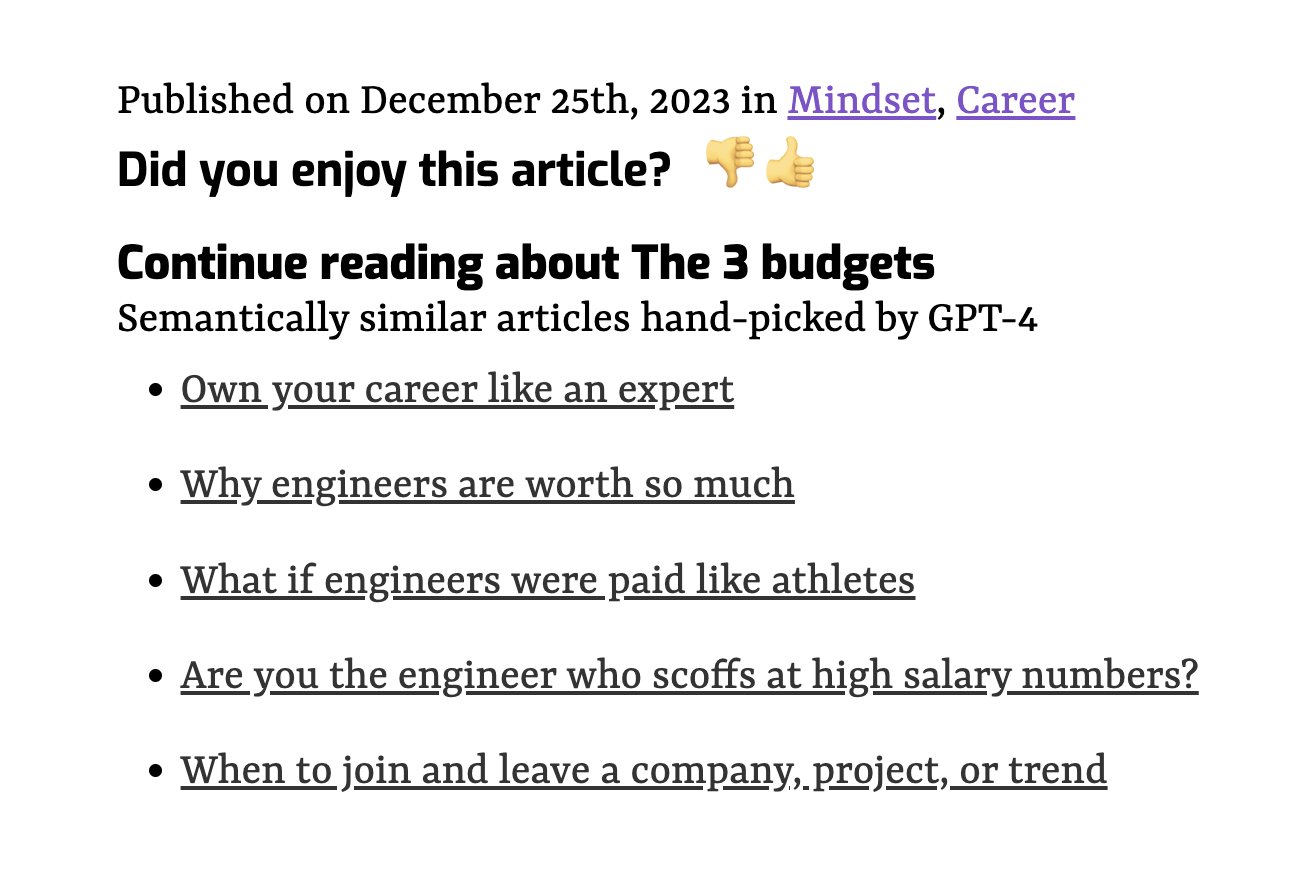 Published on December 25th, 2023 in Mindset, Career
Did you enjoy this article? 👎👍
Continue reading about The 3 budgets
Semantically similar articles hand-picked by GPT-4
• Own your career like an expert
• Why engineers are worth so much
• What if engineers were paid like athletes
• Are you the engineer who scoffs at high salary numbers?
• When to join and leave a company, project, or trend